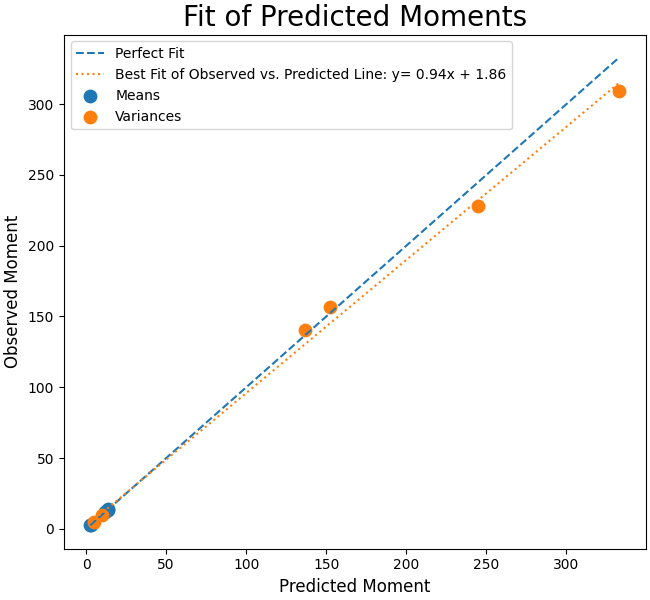 Fit of Predicted Moments
Perfect Fit
Best Fit of Observed vs. Predicted Line: y= 0.94x + 1.86
Means
Variances
300
250
200
150
100
50
0
Observed Moment
0 50 100 150 200 250 300
Predicted Moment